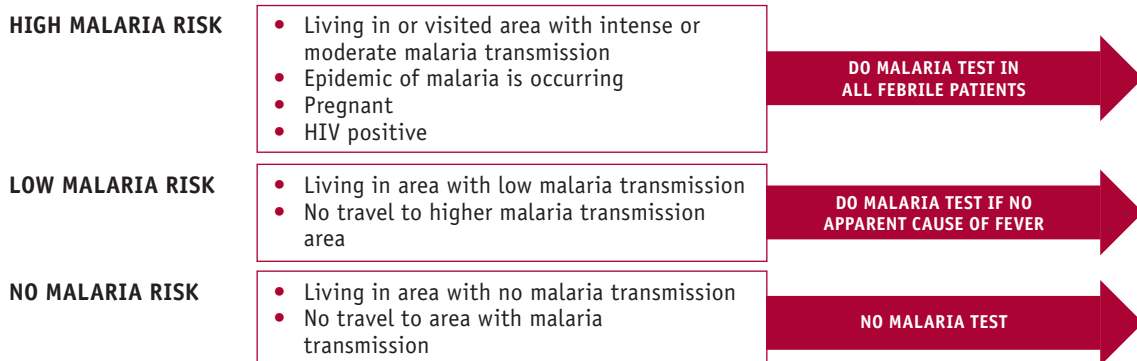 HIGH MALARIA RISK
• Living in or visited area with intense or
moderate malaria transmission
• Epidemic of malaria is occurring
• Pregnant
• HIV positive
DO MALARIA TEST IN
ALL FEBRILE PATIENTS
LOW MALARIA RISK
• Living in area with low malaria transmission
• No travel to higher malaria transmission
area
DO MALARIA TEST IF NO
APPARENT CAUSE OF FEVER
NO MALARIA RISK
• Living in area with no malaria transmission
• No travel to area with malaria
transmission
NO MALARIA TEST